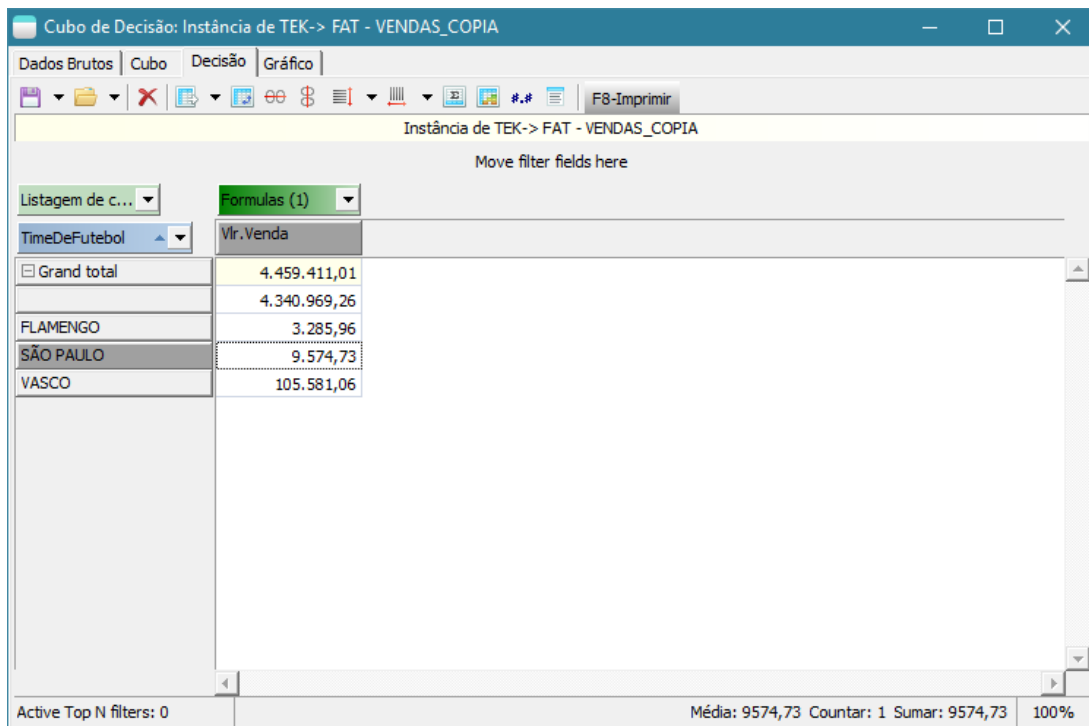 Cubo de Decisão: Instância de TEK-> FAT - VENDAS_COPIA
Dados Brutos Cubo Decisão Gráfico
F8-Imprimir
Instância de TEK-> FAT - VENDAS_COPIA
Move filter fields here
Listagem de c... Formulas (1)
TimeDeFutebol Vlr.Venda
Grand total 4.459.411,01
4.340.969,26
FLAMENGO 3.285,96
SÃO PAULO 9.574,73
VASCO 105.581,06
Active Top N filters: 0 Média: 9574,73 Countar: 1 Sumar: 9574,73 100%